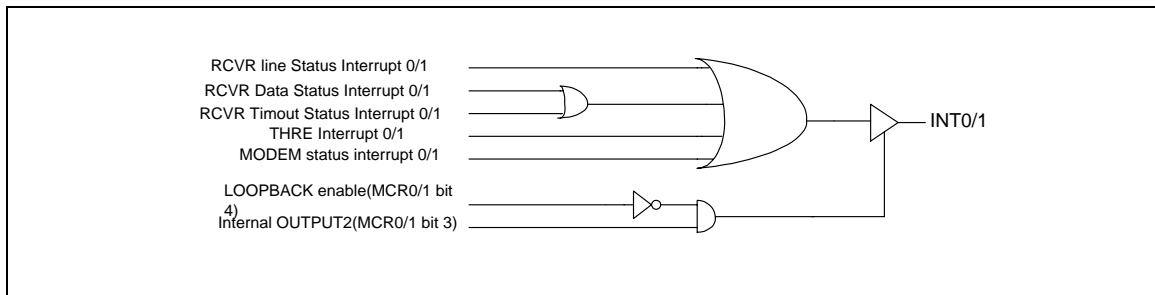 RCVR line Status Interrupt 0/1
RCVR Data Status Interrupt 0/1
RCVR Timout Status Interrupt 0/1
THRE Interrupt 0/1
MODEM status interrupt 0/1
INT0/1
LOOPBACK enable(MCR0/1 bit
4)
Internal OUTPUT2(MCR0/1 bit 3)